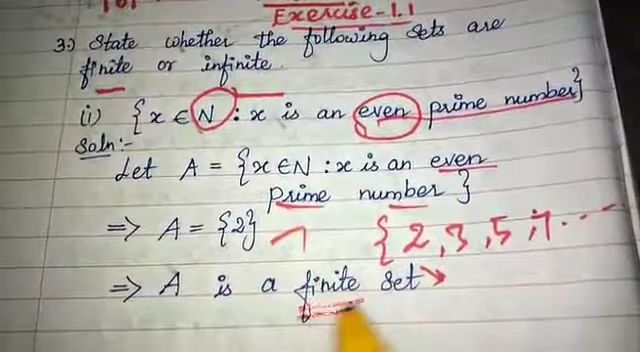 Exercise-1.1
3.) State whether the following sets are
finite or infinite.
(i) {x ∈ N : x is an even prime number}
Soln:-
Let A = {x ∈ N : x is an even
prime number}
⇒ A = {2} {2, 3, 5, 7...
⇒ A is a finite set